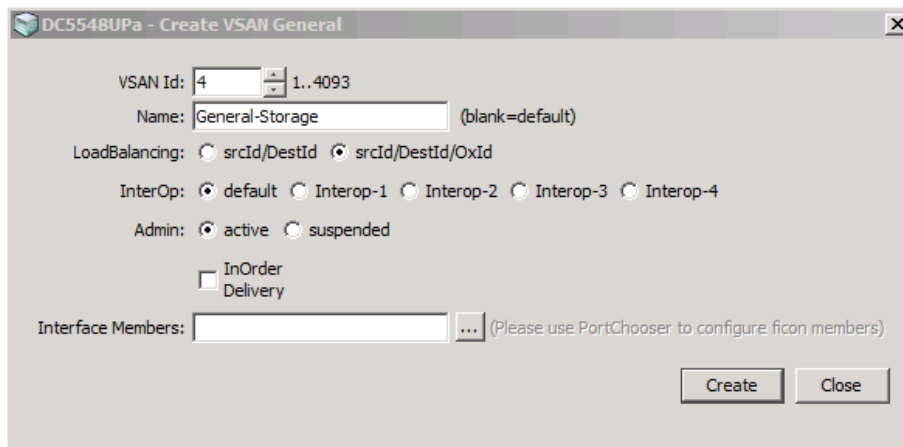 DC5548UPa - Create VSAN General
VSAN Id: 4 1..4093
Name: General-Storage (blank=default)
LoadBalancing: srcId/DestId srcId/DestId/OxId
InterOp: default Interop-1 Interop-2 Interop-3 Interop-4
Admin: active suspended
InOrder
Delivery
Interface Members: ... (Please use PortChooser to configure ficon members)
Create Close